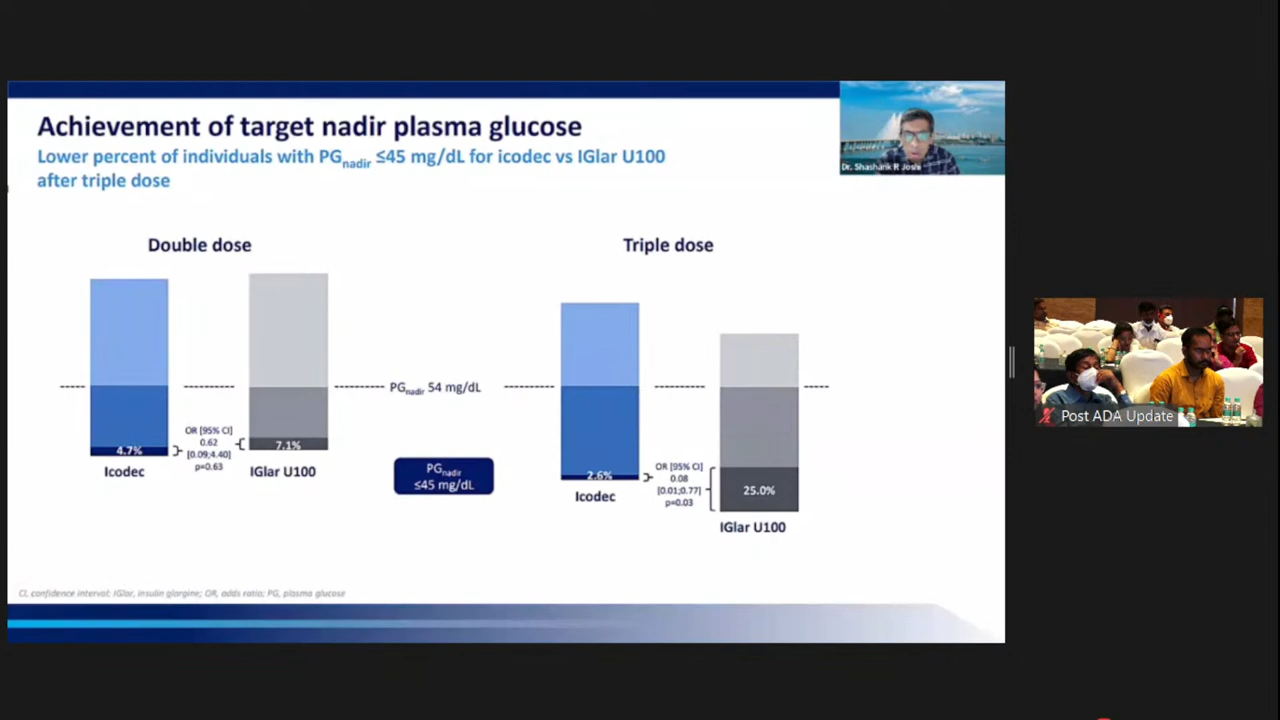 Achievement of target nadir plasma glucose
Lower percent of individuals with PGnadir ≤45 mg/dL for icodec vs IGlar U100
after triple dose
Dr. Shashank R Joshi
Double dose
4.7%
Icodec
OR [95% CI]
0.62
[0.09;4.40]
p=0.63
7.1%
IGlar U100
PGnadir 54 mg/dL
PGnadir
≤45 mg/dL
Triple dose
2.6%
Icodec
OR [95% CI]
0.08
[0.01;0.77]
p=0.03
25.0%
IGlar U100
CI, confidence interval; IGlar, insulin glargine; OR, odds ratio; PG, plasma glucose
Post ADA Update